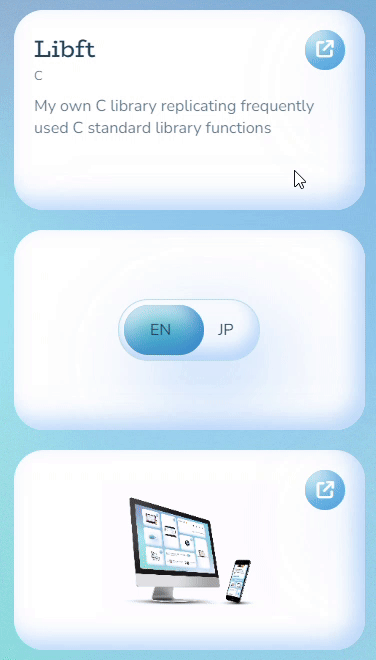 Libft
C
My own C library replicating frequently
used C standard library functions
EN
JP